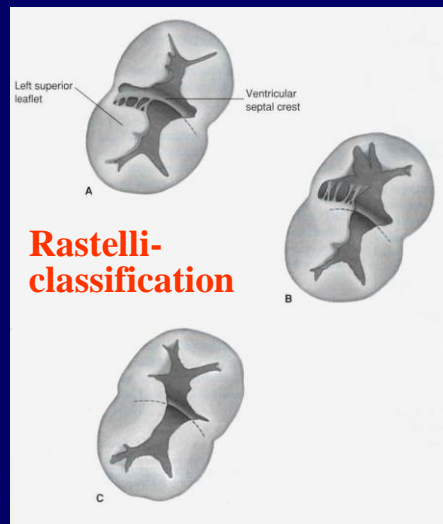 Left superior
leaflet
Ventricular
septal crest
A
Rastelli-
classification
B
C